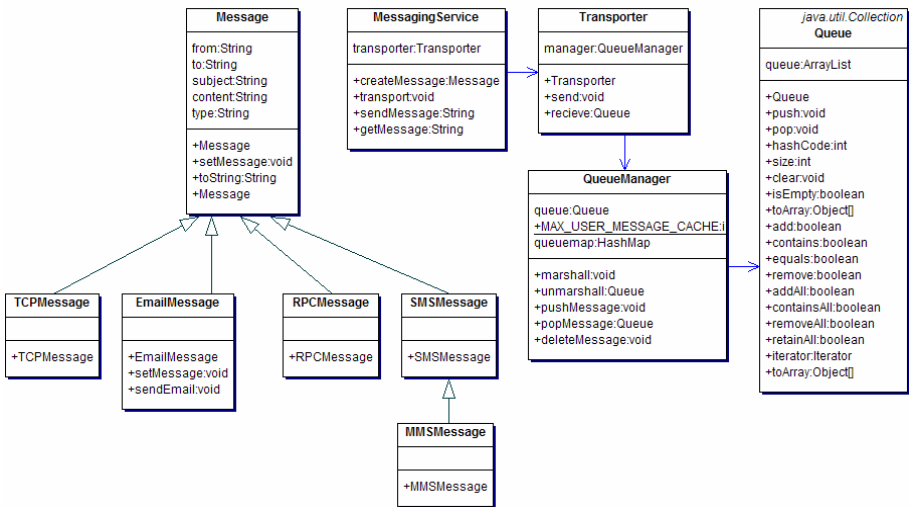 Message
from:String
to:String
subject:String
content:String
type:String
+Message
+setMessage:void
+toString:String
+Message
MessagingService
transporter:Transporter
+createMessage:Message
+transport:void
+sendMessage:String
+getMessage:String
Transporter
manager:QueueManager
+Transporter
+send:void
+recieve:Queue
java.util.Collection
Queue
queue:ArrayList
+Queue
+push:void
+pop:void
+hashCode:int
+size:int
+clear:void
+isEmpty:boolean
+toArray:Object[]
+add:boolean
+contains:boolean
+equals:boolean
+remove:boolean
+addAll:boolean
+containsAll:boolean
+removeAll:boolean
+retainAll:boolean
+iterator:Iterator
+toArray:Object[]
QueueManager
queue:Queue
+MAX_USER_MESSAGE_CACHE:i
queuemap:HashMap
+marshall:void
+unmarshall:Queue
+pushMessage:void
+popMessage:Queue
+deleteMessage:void
TCPMessage
+TCPMessage
EmailMessage
+EmailMessage
+setMessage:void
+sendEmail:void
RPCMessage
+RPCMessage
SMSMessage
+SMSMessage
MMSMessage
+MMSMessage